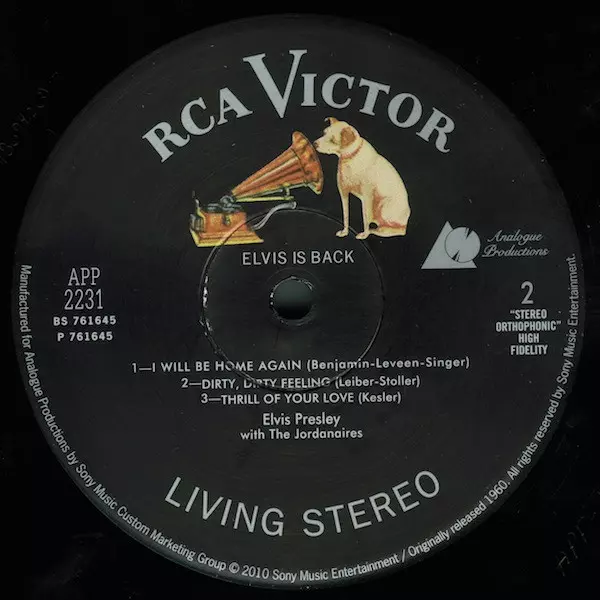 RCA VICTOR
ELVIS IS BACK
Analogue
Productions
APP
2231
BS 761645
P 761645
2
"STEREO
ORTHOPHONIC"
HIGH
FIDELITY
1—I WILL BE HOME AGAIN (Benjamin-Leveen-Singer)
2—DIRTY, DIRTY FEELING (Leiber-Stoller)
3—THRILL OF YOUR LOVE (Kesler)
Elvis Presley
with The Jordanaires
LIVING STEREO
Manufactured for Analogue Productions by Sony Music Custom Marketing Group © 2010 Sony Music Entertainment / Originally released 1960. All rights reserved by Sony Music Entertainment.